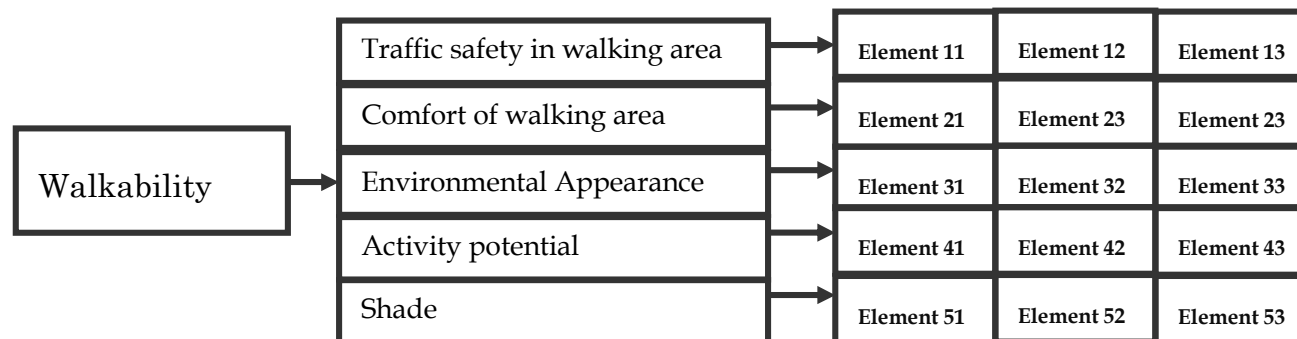 Traffic safety in walking area
Element 11
Element 12
Element 13
Comfort of walking area
Element 21
Element 23
Element 23
Walkability
Environmental Appearance
Element 31
Element 32
Element 33
Activity potential
Element 41
Element 42
Element 43
Shade
Element 51
Element 52
Element 53